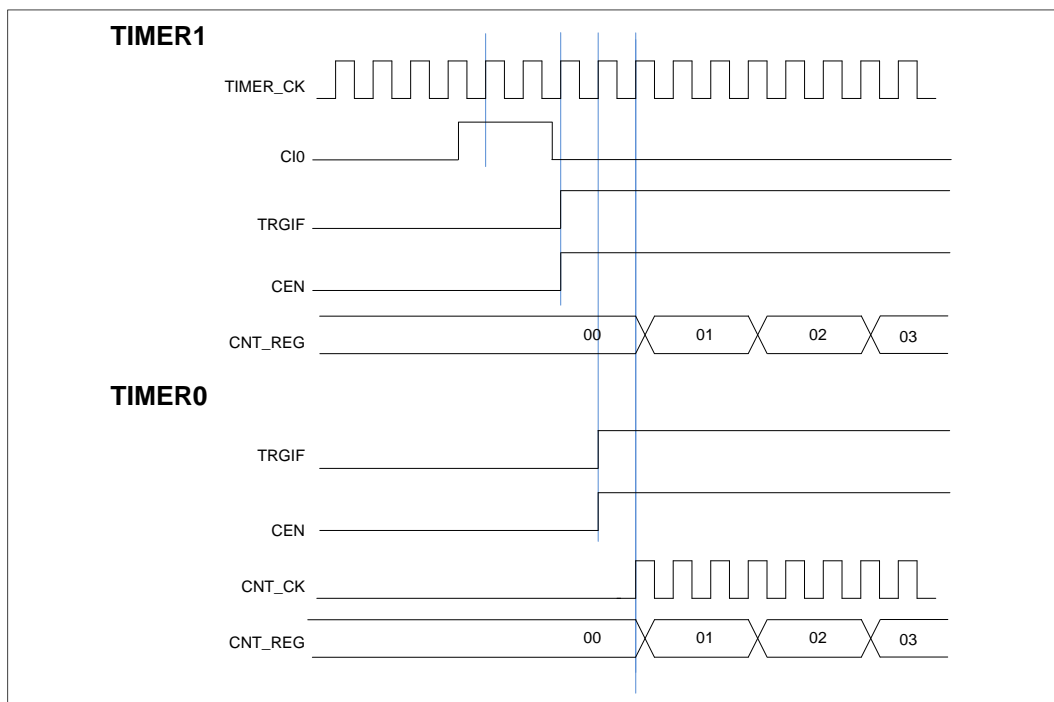 TIMER1
TIMER_CK
CI0
TRGIF
CEN
CNT_REG 00 01 02 03
TIMER0
TRGIF
CEN
CNT_CK
CNT_REG 00 01 02 03